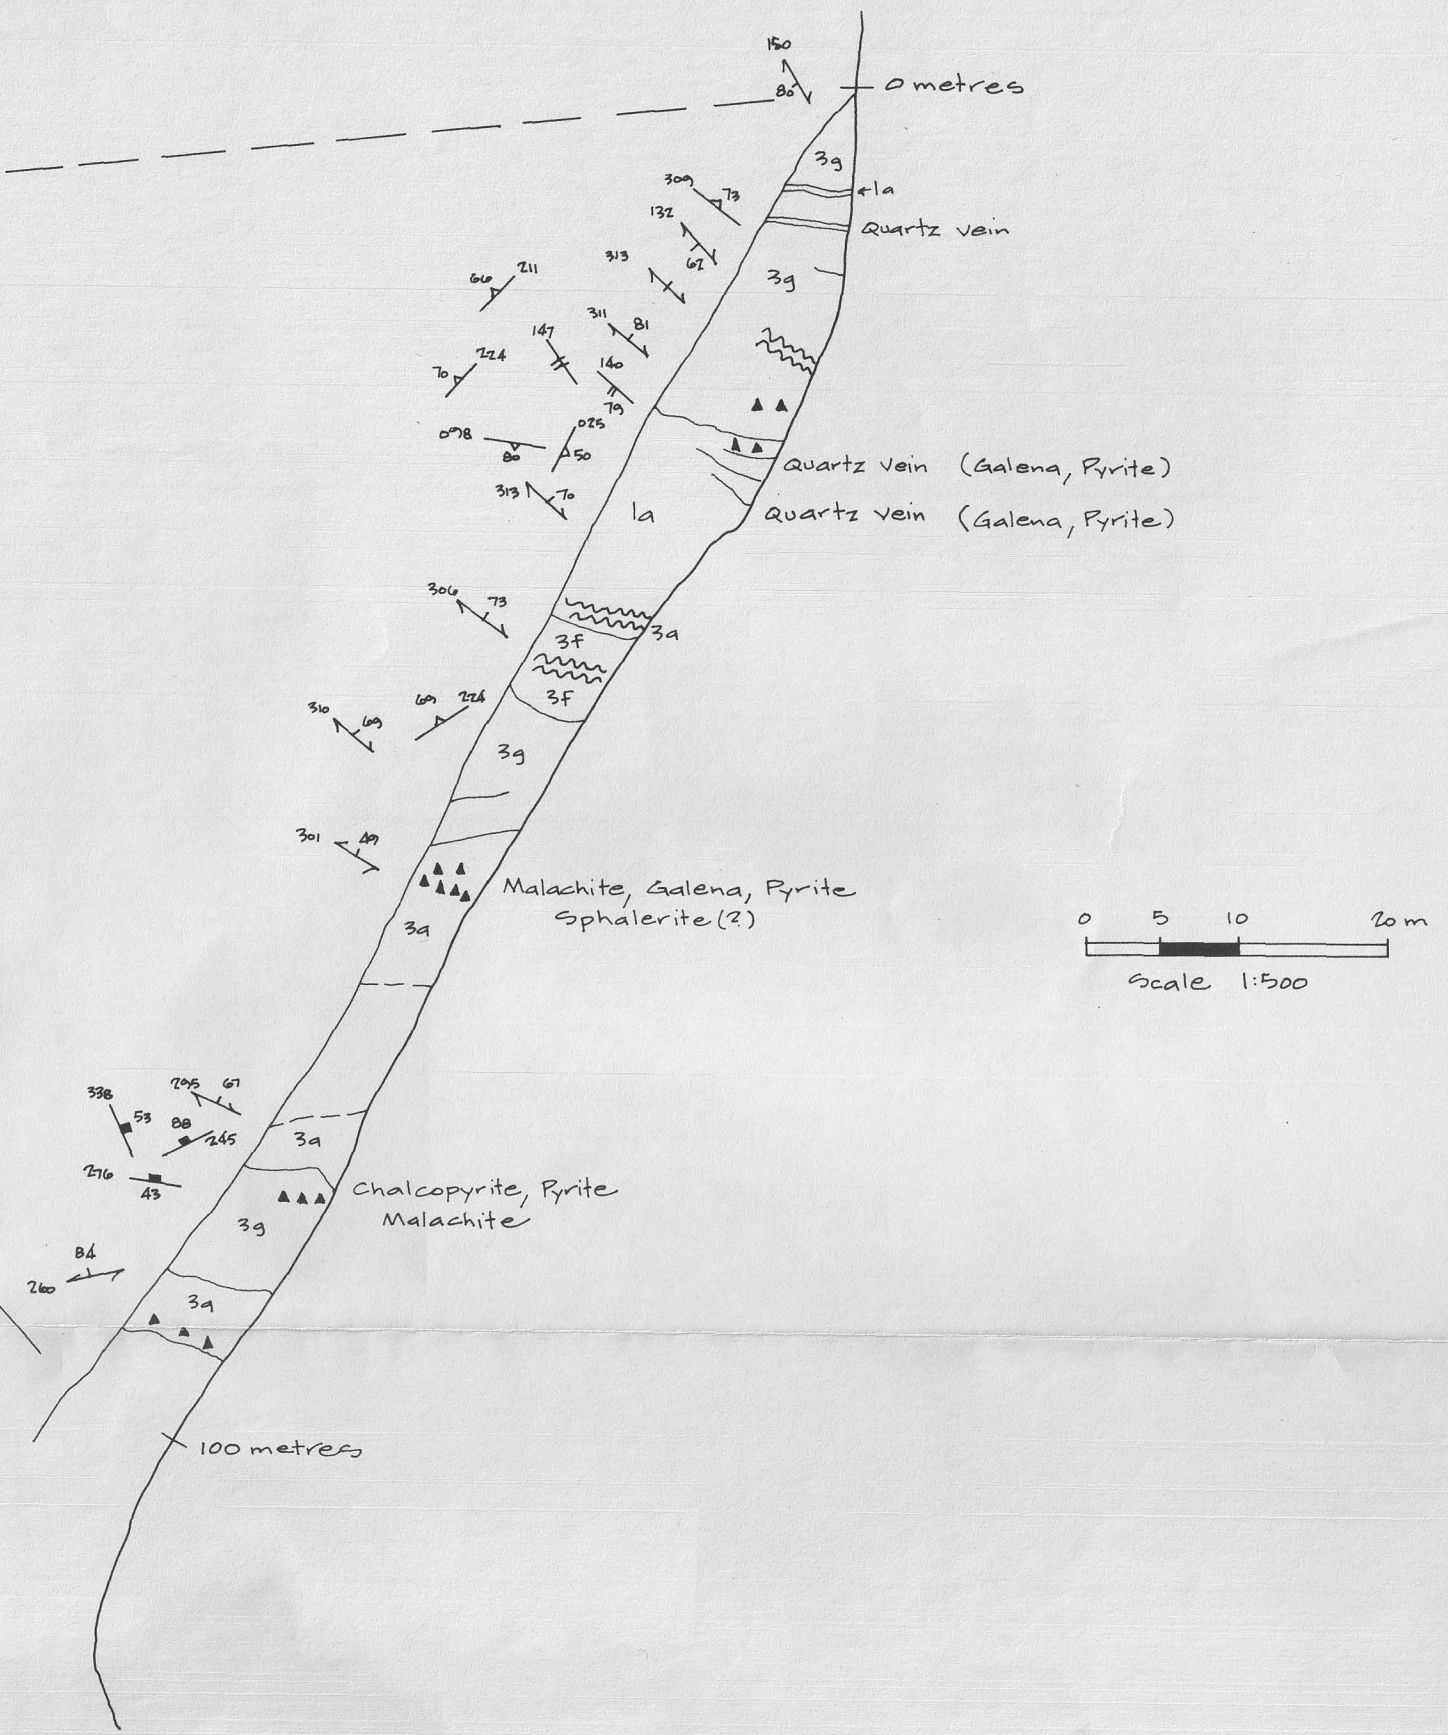 150
80
0 metres
3g
309
73
1a
132
62
Quartz vein
313
3g
66
211
311
81
147
140
79
70
224
098
80
025
50
Quartz vein (Galena, Pyrite)
313
70
1a
Quartz vein (Galena, Pyrite)
306
73
3a
3f
3f
69
224
310
69
3g
301
49
Malachite, Galena, Pyrite
Sphalerite (?)
3a
0 5 10 20 m
Scale 1:500
338
53
295
67
88
245
3a
276
43
Chalcopyrite, Pyrite
Malachite
3g
84
260
3a
100 metres